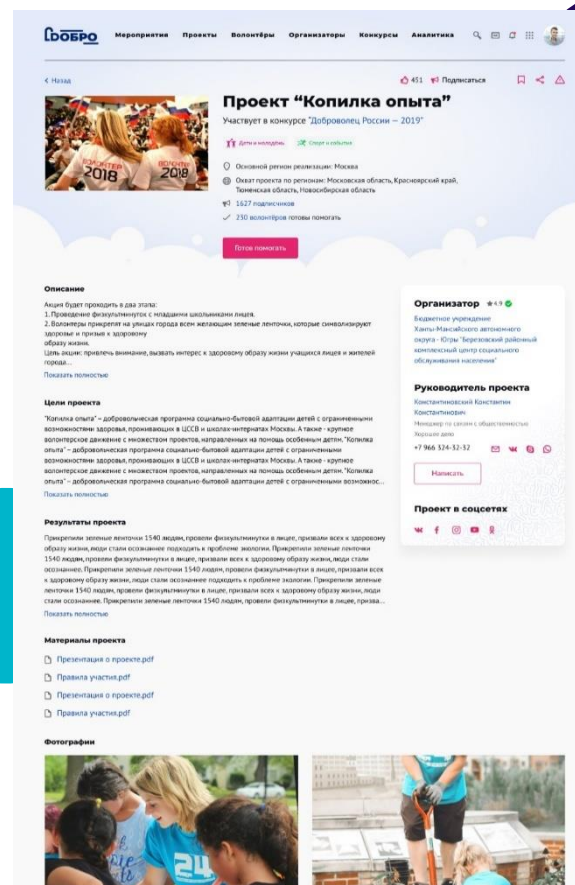 ДОБРО
Мероприятия Проекты Волонтёры Организаторы Конкурсы Аналитика
Назад
451 Подписаться
Проект “Копилка опыта”
Участвует в конкурсе "Доброволец России – 2019"
Дети и молодежь Спорт и события
Основной регион реализации: Москва
Охват проекта по регионам: Московская область, Красноярский край,
Тюменская область, Новосибирская область
1627 подписчиков
230 волонтёров готовы помогать
Готов помогать
ВОЛОНТЕР
2018
ВОЛОНТЕР
2018
Описание
Акция будет проходить в два этапа:
1. Проведение физкультминуток с младшими школьниками лицея.
2. Волонтеры прикрепят на улицах города всем желающим зеленые ленточки, которые символизируют
здоровье и призыв к здоровому
образу жизни.
Цель акции: привлечь внимание, вызвать интерес к здоровому образу жизни учащихся лицея и жителей
города...
Показать полностью
Цели проекта
"Копилка опыта" – добровольческая программа социально-бытовой адаптации детей с ограниченными
возможностями здоровья, проживающих в ЦССВ и школах-интернатах Москвы. А также - крупное
волонтерское движение с множеством проектов, направленных на помощь особенным детям. "Копилка
опыта" – добровольческая программа социально-бытовой адаптации детей с ограниченными
возможностями здоровья, проживающих в ЦССВ и школах-интернатах Москвы. А также - крупное
волонтерское движение с множеством проектов, направленных на помощь особенным детям. "Копилка
опыта" – добровольческая программа социально-бытовой адаптации детей с ограниченными возможнос...
Показать полностью
Результаты проекта
Прикрепили зеленые ленточки 1540 людям, провели физкультминутки в лицее, призвали всех к здоровому
образу жизни, люди стали осознаннее подходить к проблеме экологии. Прикрепили зеленые ленточки
1540 людям, провели физкультминутки в лицее, призвали всех к здоровому образу жизни, люди стали
осознаннее. Прикрепили зеленые ленточки 1540 людям, провели физкультминутки в лицее, призвали всех
к здоровому образу жизни, люди стали осознаннее подходить к проблеме экологии. Прикрепили зеленые
ленточки 1540 людям, провели физкультминутки в лицее, призвали всех к здоровому образу жизни, люди
стали осознаннее. Прикрепили зеленые ленточки 1540 людям, провели физкультминутки в лицее, призва...
Показать полностью
Материалы проекта
Презентация о проекте.pdf
Правила участия.pdf
Презентация о проекте.pdf
Правила участия.pdf
Фотографии
24
Организатор 4.9
Бюджетное учреждение
Ханты-Мансийского автономного
округа - Югры "Березовский районный
комплексный центр социального
обслуживания населения"
Руководитель проекта
Константиновский Константин
Константинович
Менеджер по связям с общественностью
Хорошее дело
+7 966 324-32-32
Написать
Проект в соцсетях